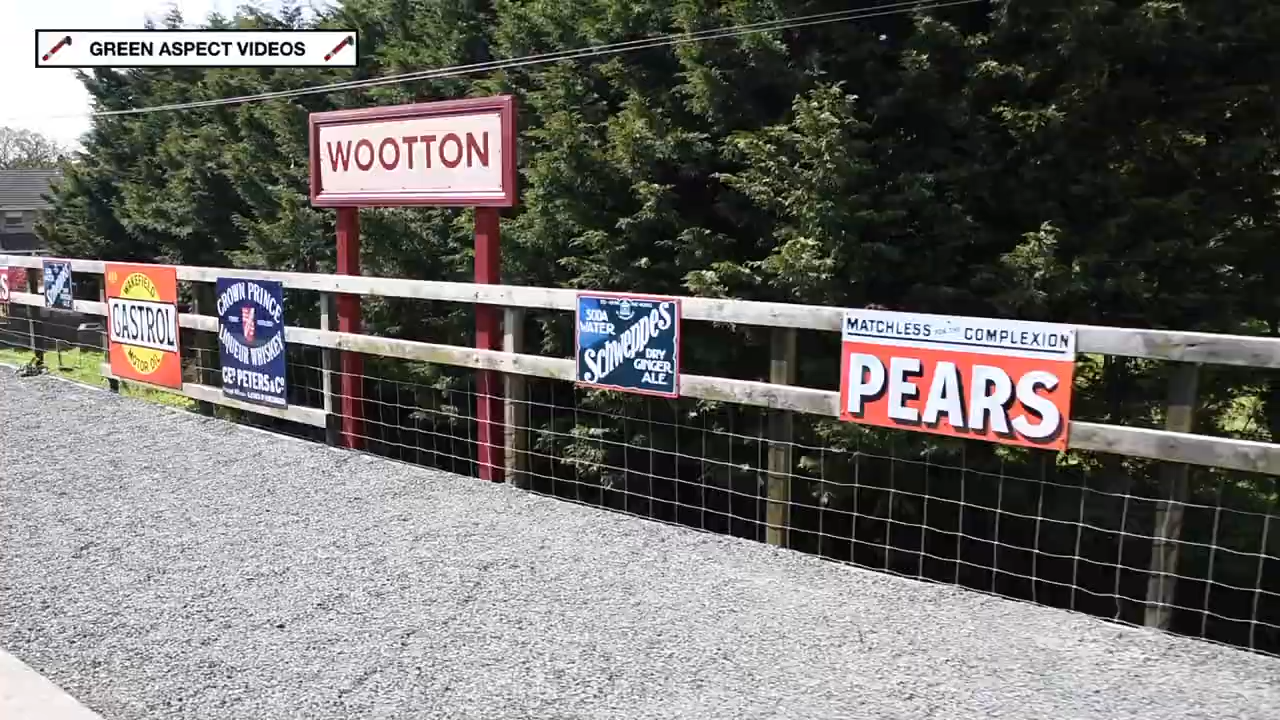 GREEN ASPECT VIDEOS
WOOTTON
WAKEFIELD
CASTROL
MOTOR OIL
CROWN PRINCE
LIQUEUR WHISKEY
GEO PETERS & CO
SODA
WATER
Schweppes
DRY
GINGER
ALE
MATCHLESS FOR THE COMPLEXION
PEARS